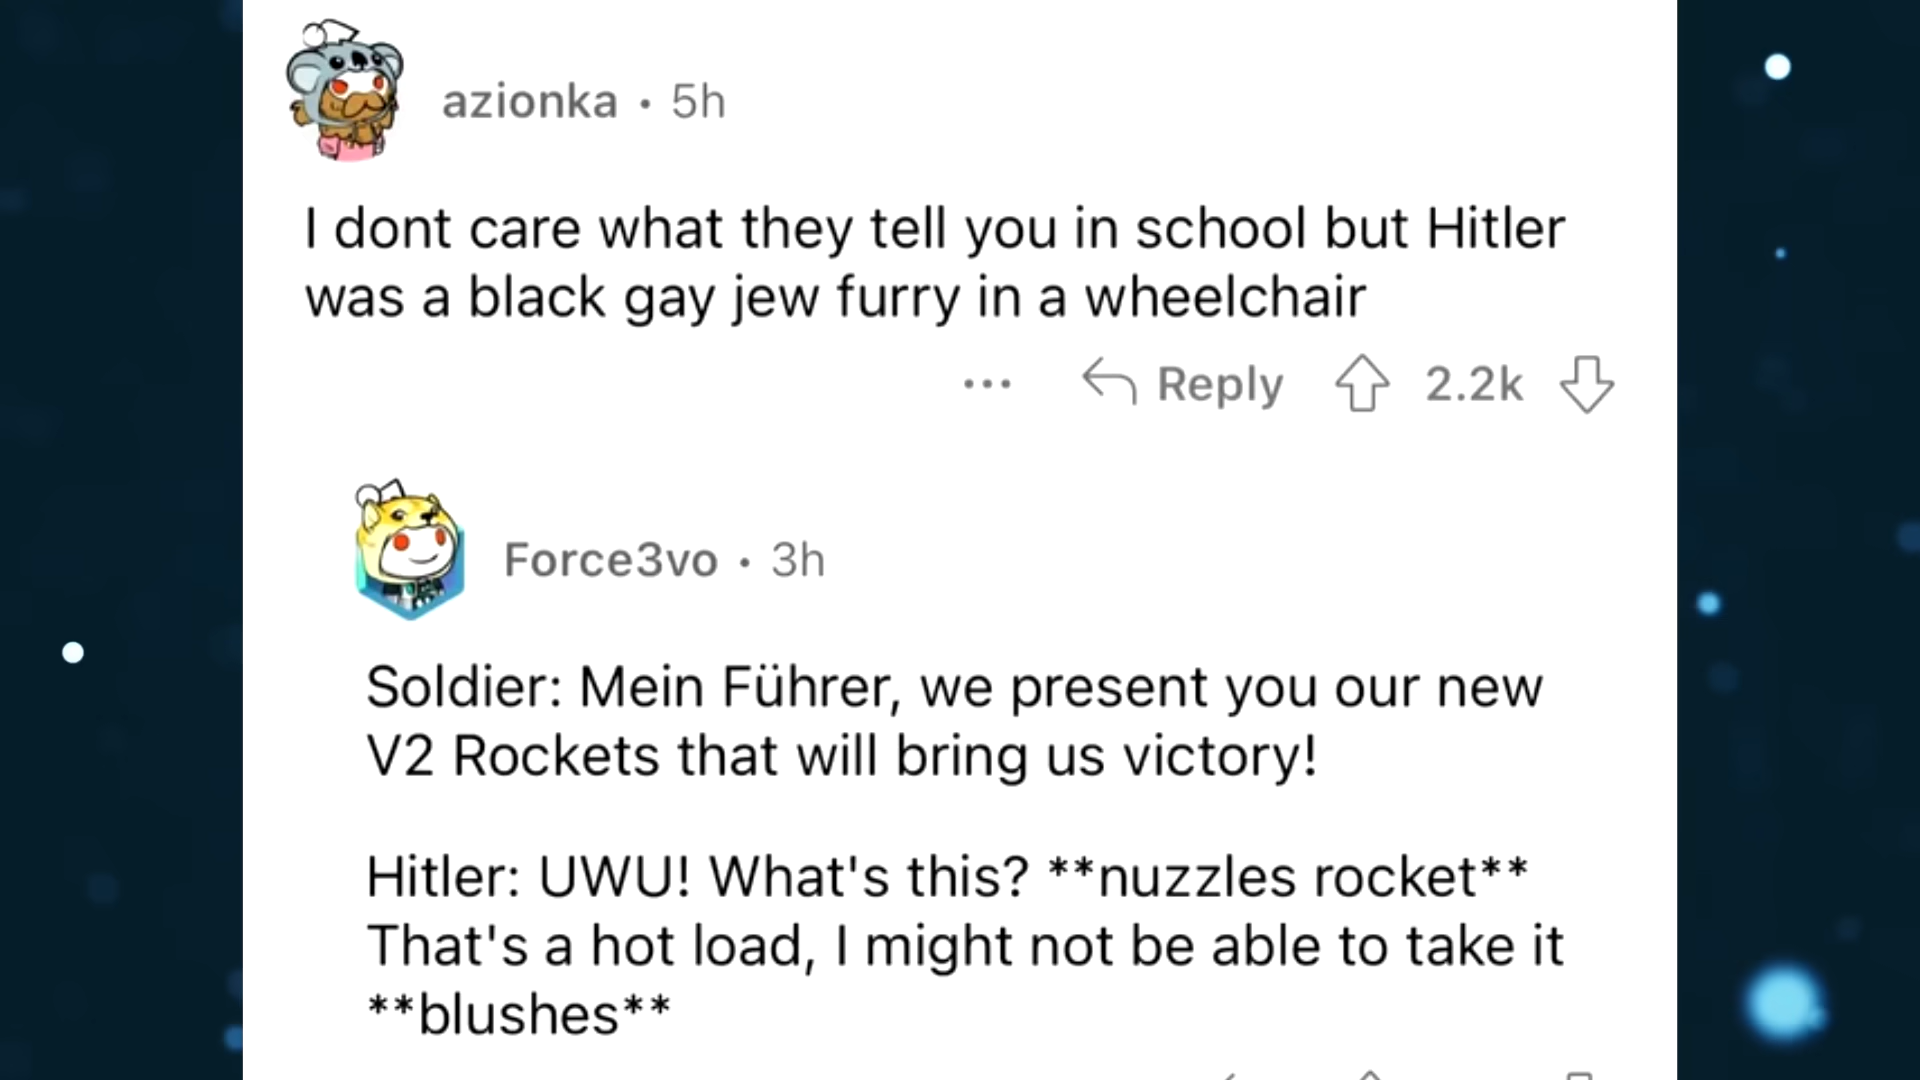 azionka • 5h
I dont care what they tell you in school but Hitler
was a black gay jew furry in a wheelchair
... Reply 2.2k
Force3vo • 3h
Soldier: Mein Führer, we present you our new
V2 Rockets that will bring us victory!
Hitler: UWU! What's this? **nuzzles rocket**
That's a hot load, I might not be able to take it
**blushes**